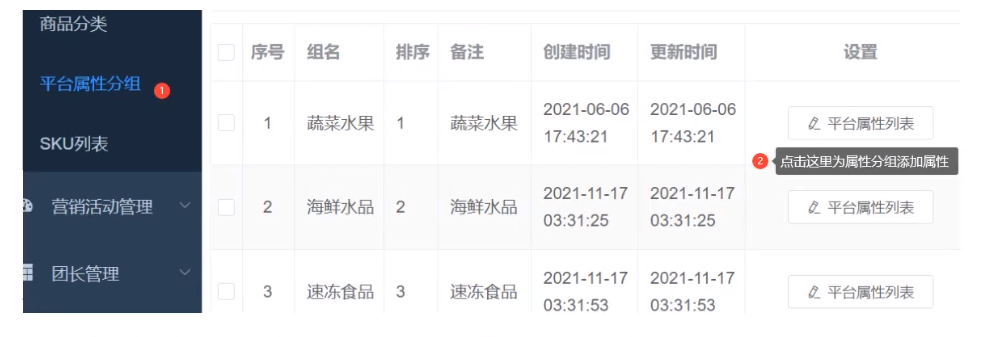 商品分类
平台属性分组 1
SKU列表
营销活动管理
团长管理
序号 组名 排序 备注 创建时间 更新时间 设置
1 蔬菜水果 1 蔬菜水果 2021-06-06 17:43:21 2021-06-06 17:43:21 平台属性列表
2 点击这里为属性分组添加属性
2 海鲜水品 2 海鲜水品 2021-11-17 03:31:25 2021-11-17 03:31:25 平台属性列表
3 速冻食品 3 速冻食品 2021-11-17 03:31:53 2021-11-17 03:31:53 平台属性列表